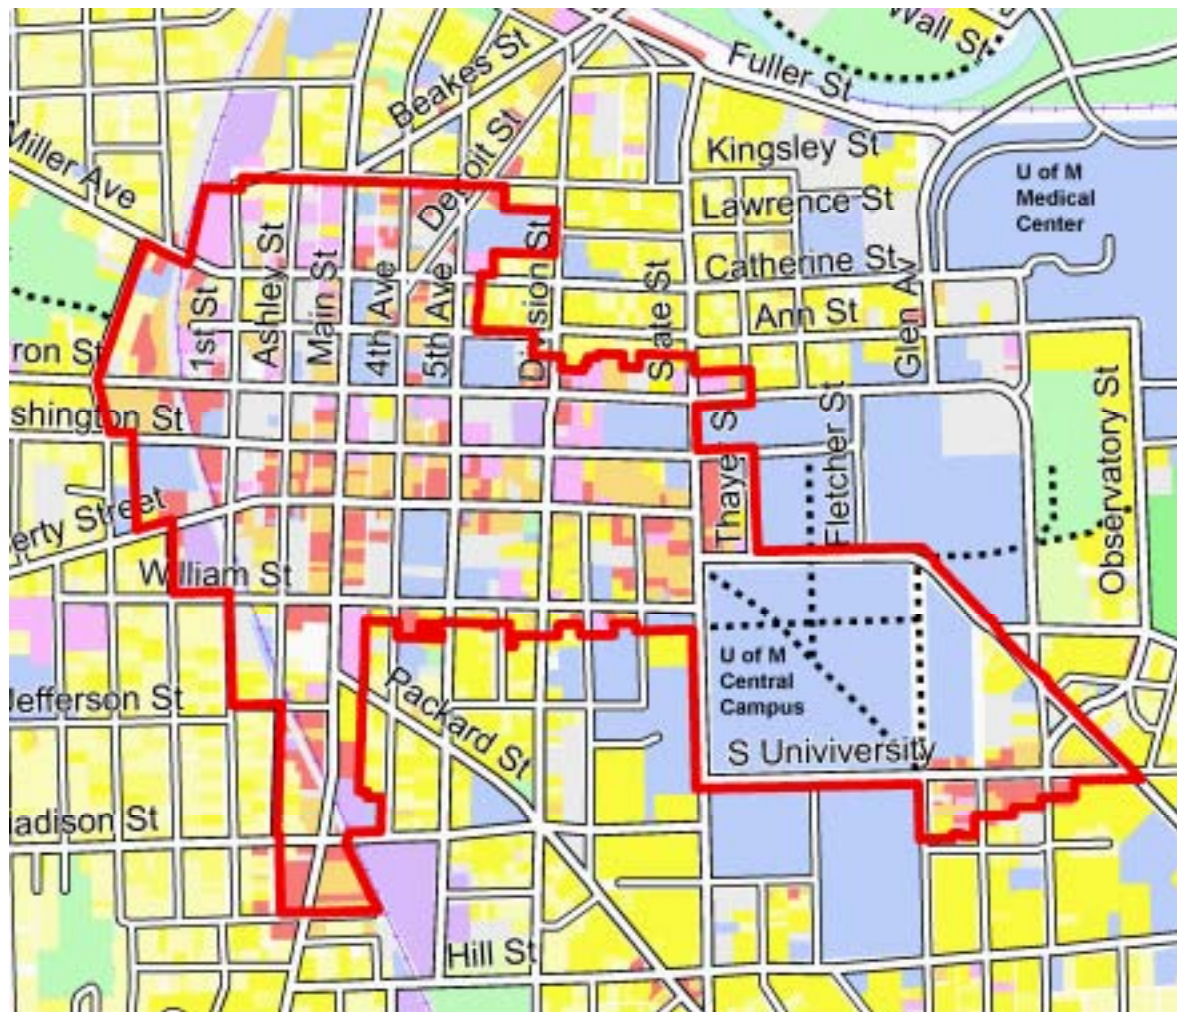 Wall St
Fuller St
Beakes St
Detroit St
Kingsley St
Miller Ave
U of M
Medical
Center
Lawrence St
Catherine St
Ann St
1st St
Ashley St
Main St
4th Ave
5th Ave
Division St
State St
Glen Av
ron St
shington St
Thayer S
Fletcher St
Observatory St
erty Street
William St
U of M
Central
Campus
Jefferson St
Packard St
S Univiversity
adison St
Hill St